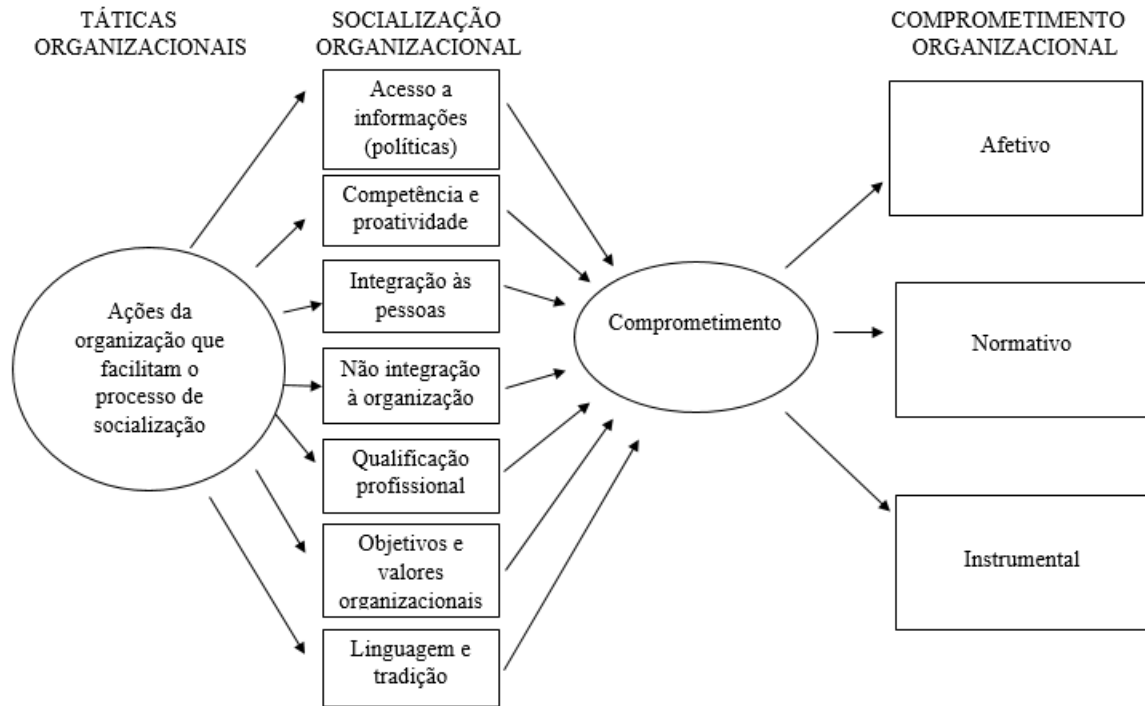 TÁTICAS
ORGANIZACIONAIS
SOCIALIZAÇÃO
ORGANIZACIONAL
COMPROMETIMENTO
ORGANIZACIONAL
Ações da
organização que
facilitam o
processo de
socialização
Acesso a
informações
(políticas)
Competência e
proatividade
Integração às
pessoas
Não integração
à organização
Qualificação
profissional
Objetivos e
valores
organizacionais
Linguagem e
tradição
Comprometimento
Afetivo
Normativo
Instrumental